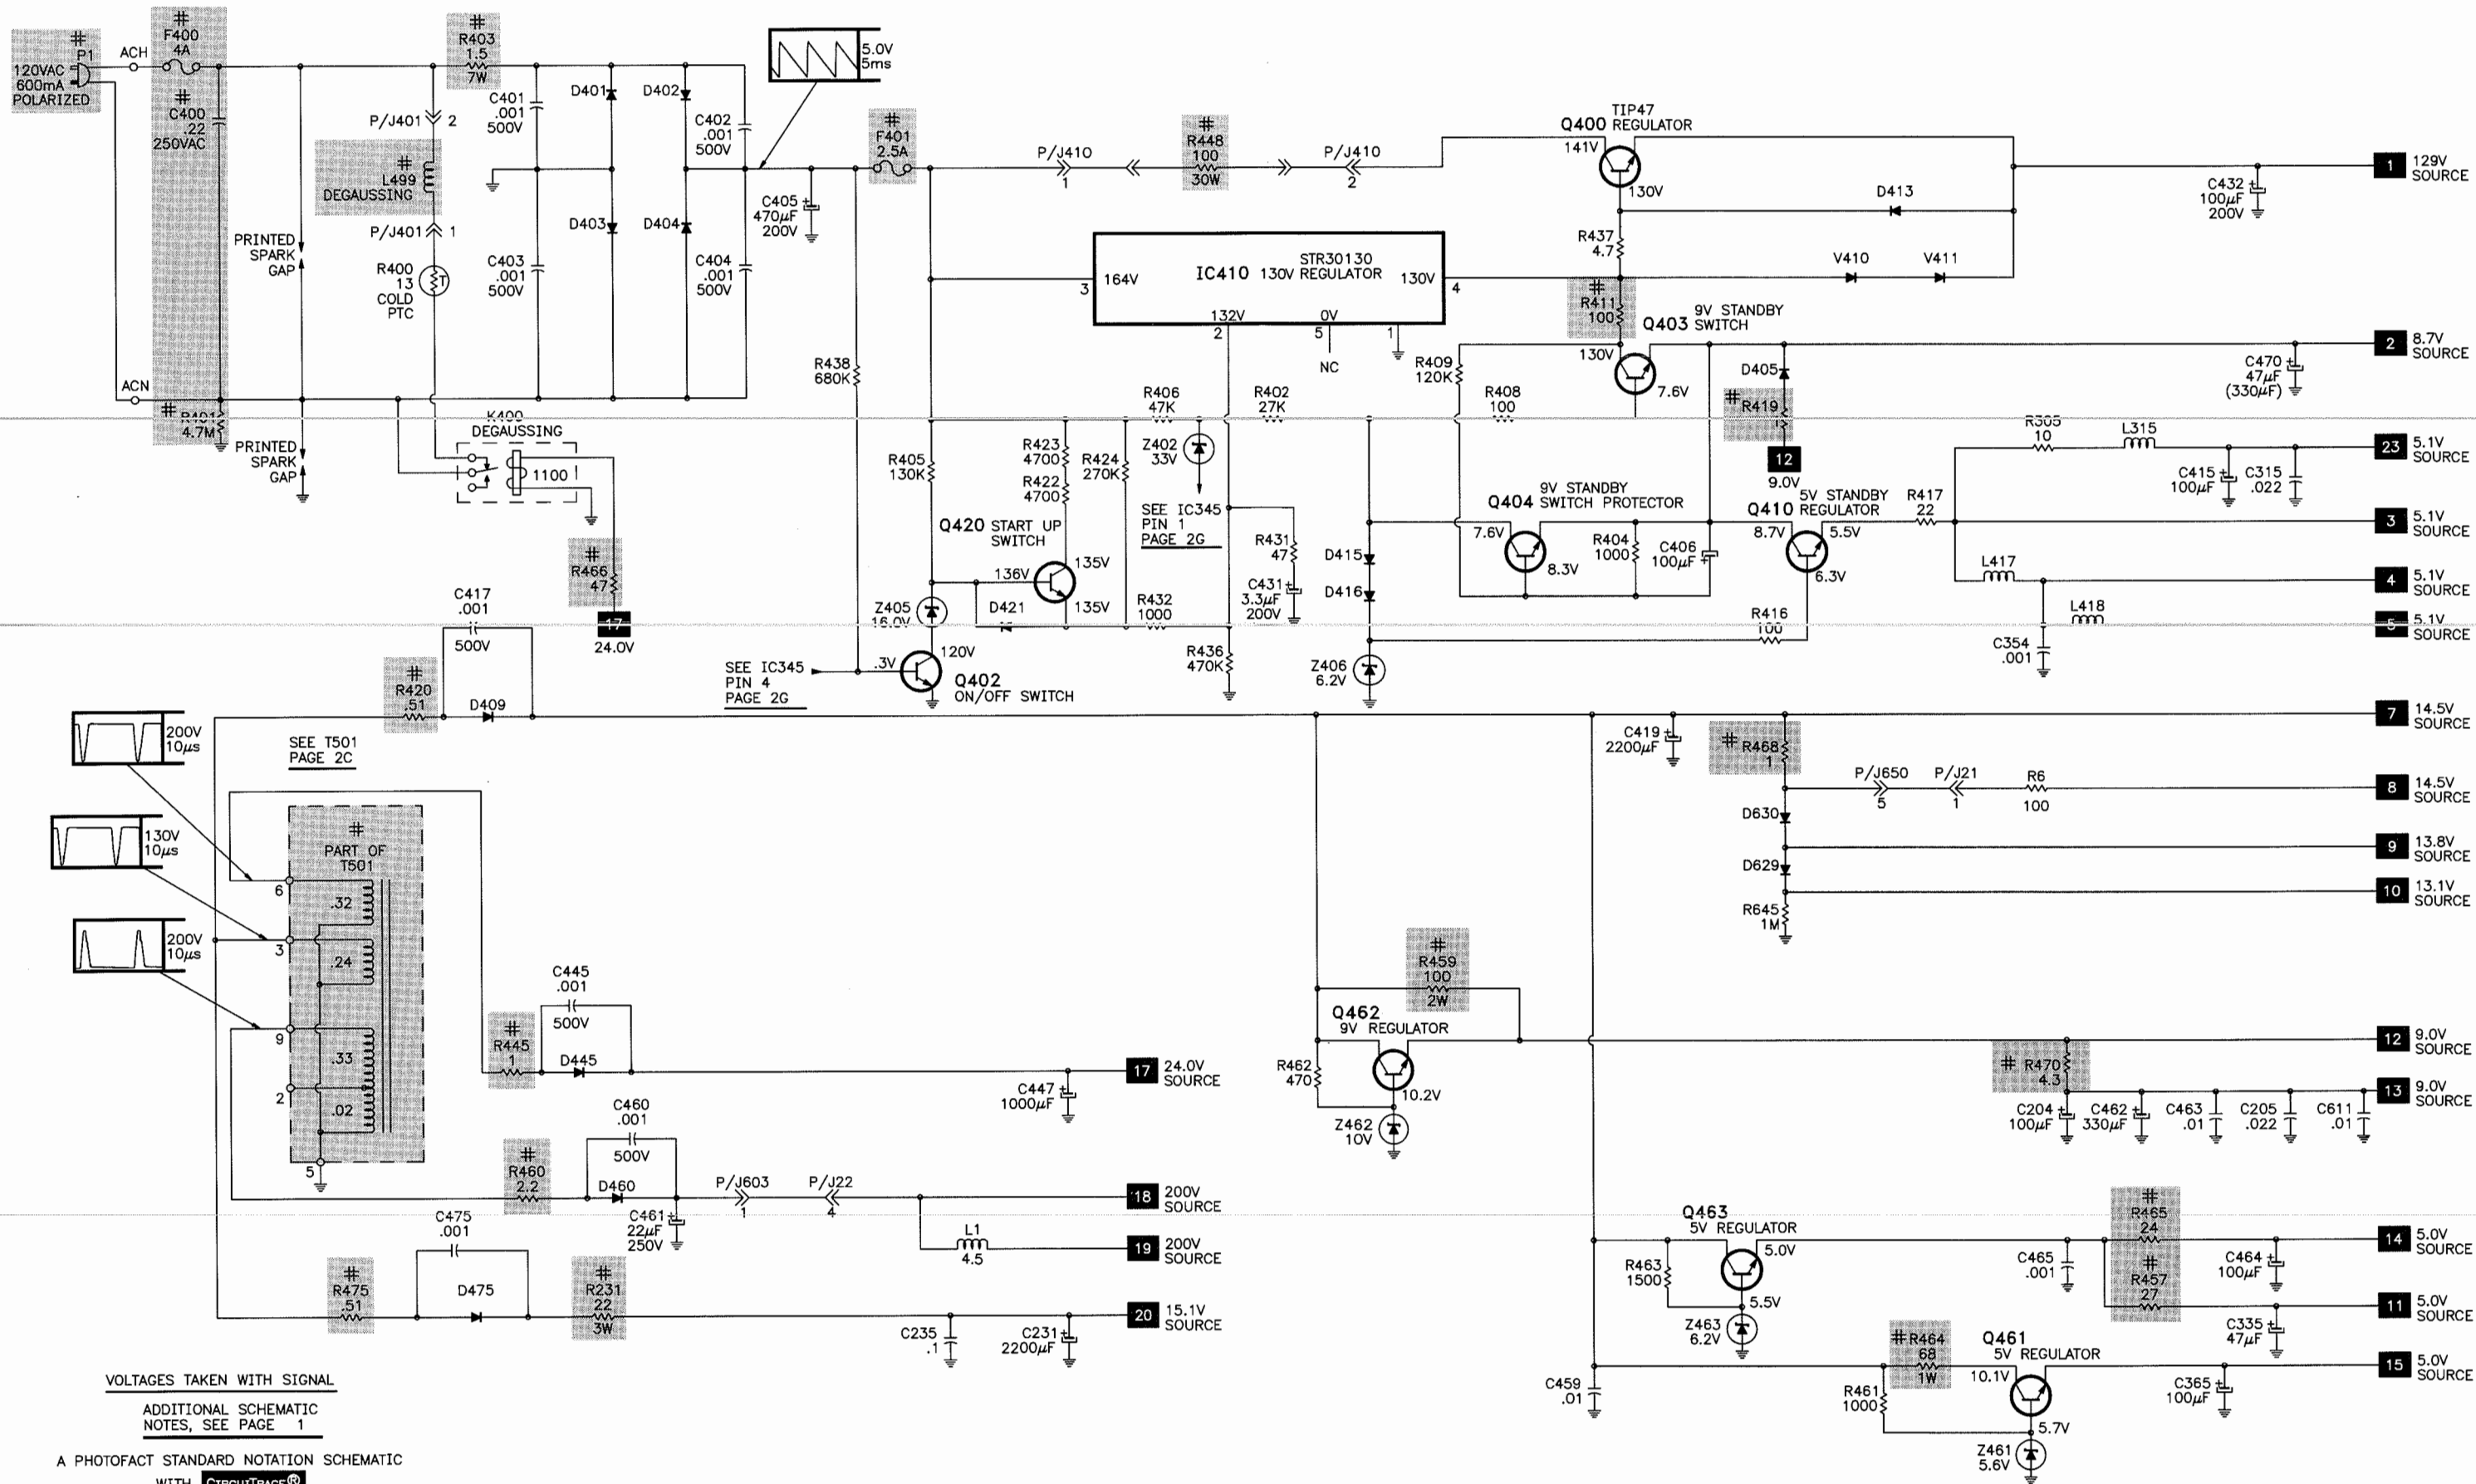 #
P1
120VAC
600mA
POLARIZED
ACH
#
F400
4A
#
C400
.22
250VAC
ACN
#
R401
4.7M
PRINTED
SPARK
GAP
PRINTED
SPARK
GAP
P/J401 2
#
L499
DEGAUSSING
P/J401 1
R400
13
COLD
PTC
#
R403
1.5
7W
C401
.001
500V
D401
D402
C402
.001
500V
C403
.001
500V
D403
D404
C404
.001
500V
5.0V
5ms
C405 +
470µF
200V
#
F401
2.5A
P/J410
1
#
R448
100
30W
P/J410
2
TIP47
Q400 REGULATOR
141V
130V
D413
C432 +
100µF
200V
1 129V
SOURCE
R437
4.7
V410
V411
3
164V
IC410
STR30130
130V REGULATOR
130V
4
132V
2
0V
5
NC
1
#
R411
100
9V STANDBY
Q403 SWITCH
130V
7.6V
R409
120K
R408
100
D405
#
R419
1
12
9.0V
C470 +
47µF
(330µF)
2 8.7V
SOURCE
R438
680K
R406
47K
R402
27K
K400
DEGAUSSING
1100
#
R466
47
17
24.0V
R405
130K
R423
4700
R422
4700
R424
270K
Z402
33V
SEE IC345
PIN 1
PAGE 2G
Q420 START UP
SWITCH
136V
135V
135V
D421
R432
1000
Z405
16.0V
.3V
120V
Q402
ON/OFF SWITCH
SEE IC345
PIN 4
PAGE 2G
R431
47
C431 +
3.3µF
200V
R436
470K
D415
D416
Z406
6.2V
9V STANDBY
Q404 SWITCH PROTECTOR
7.6V
8.3V
R404
1000
C406
100µF +
5V STANDBY
Q410 REGULATOR
8.7V
5.5V
6.3V
R416
100
R417
22
R305
10
L315
C415 +
100µF
C315
.022
23 5.1V
SOURCE
3 5.1V
SOURCE
L417
4 5.1V
SOURCE
L418
C354
.001
5 5.1V
SOURCE
C417
.001
500V
#
R420
.51
D409
C419 +
2200µF
7 14.5V
SOURCE
#
R468
1
P/J650
5
P/J21
1
R6
100
8 14.5V
SOURCE
D630
9 13.8V
SOURCE
D629
10 13.1V
SOURCE
R645
1M
200V
10µs
130V
10µs
200V
10µs
SEE T501
PAGE 2C
#
PART OF
T501
6
.32
3
.24
9
.33
2
.02
5
C445
.001
500V
#
R445
1
D445
C447 +
1000µF
17 24.0V
SOURCE
C460
.001
500V
#
R460
2.2
D460
C461 +
22µF
250V
P/J603
1
P/J22
4
18 200V
SOURCE
L1
4.5
19 200V
SOURCE
C475
.001
#
R475
.51
D475
#
R231
22
3W
C235
.1
C231 +
2200µF
20 15.1V
SOURCE
#
R459
100
2W
Q462
9V REGULATOR
R462
470
10.2V
Z462
10V
12 9.0V
SOURCE
#
R470
4.3
C204 +
100µF
C462 +
330µF
C463
.01
C205
.022
C611
.01
13 9.0V
SOURCE
Q463
5V REGULATOR
5.0V
R463
1500
5.5V
Z463
6.2V
C465
.001
#
R465
24
#
R457
27
C464 +
100µF
14 5.0V
SOURCE
C335 +
47µF
11 5.0V
SOURCE
C459
.01
#
R464
68
1W
R461
1000
Q461
5V REGULATOR
10.1V
5.7V
Z461
5.6V
C365 +
100µF
15 5.0V
SOURCE
VOLTAGES TAKEN WITH SIGNAL
ADDITIONAL SCHEMATIC
NOTES, SEE PAGE 1
A PHOTOFACT STANDARD NOTATION SCHEMATIC
WITH CIRCUITRACE®